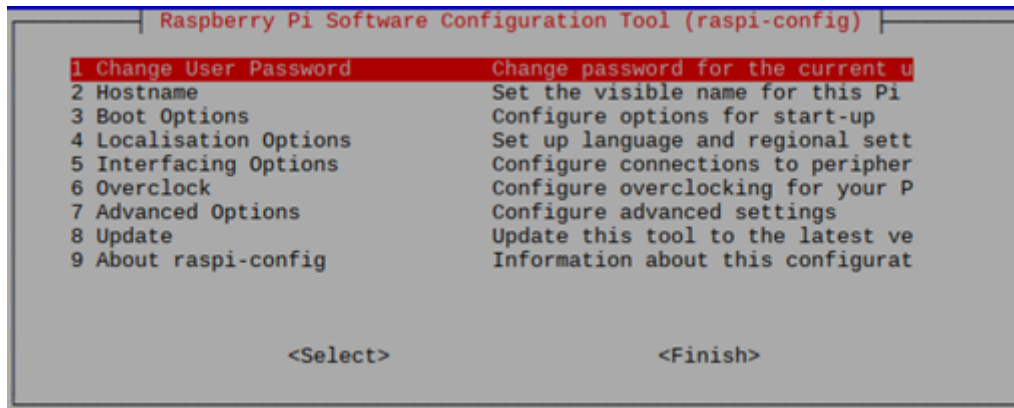 Raspberry Pi Software Configuration Tool (raspi-config)
1 Change User Password Change password for the current u
2 Hostname Set the visible name for this Pi
3 Boot Options Configure options for start-up
4 Localisation Options Set up language and regional sett
5 Interfacing Options Configure connections to peripher
6 Overclock Configure overclocking for your P
7 Advanced Options Configure advanced settings
8 Update Update this tool to the latest ve
9 About raspi-config Information about this configurat
<Select> <Finish>